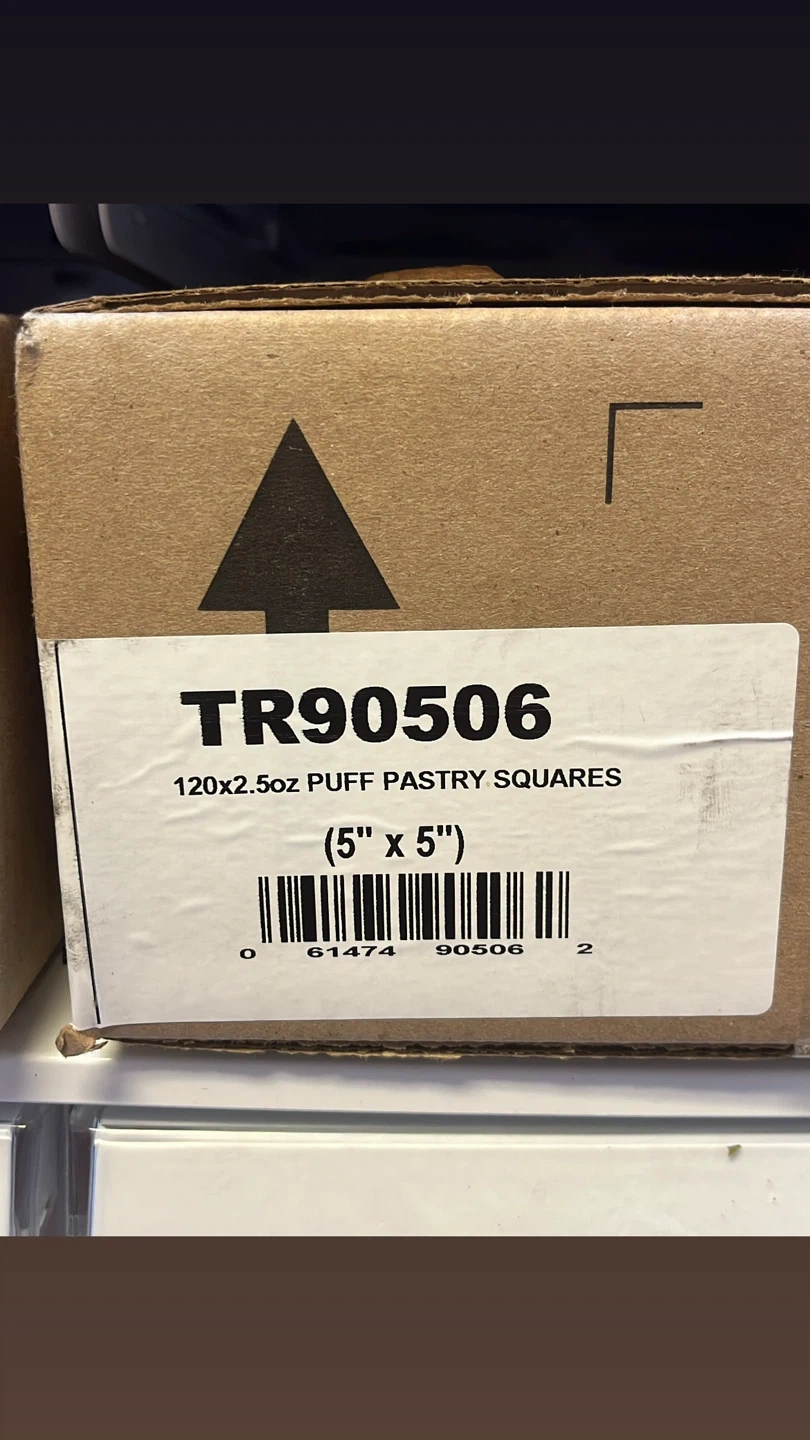 TR90506
120x2.5oz PUFF PASTRY SQUARES
(5" x 5")
0 61474 90506 2